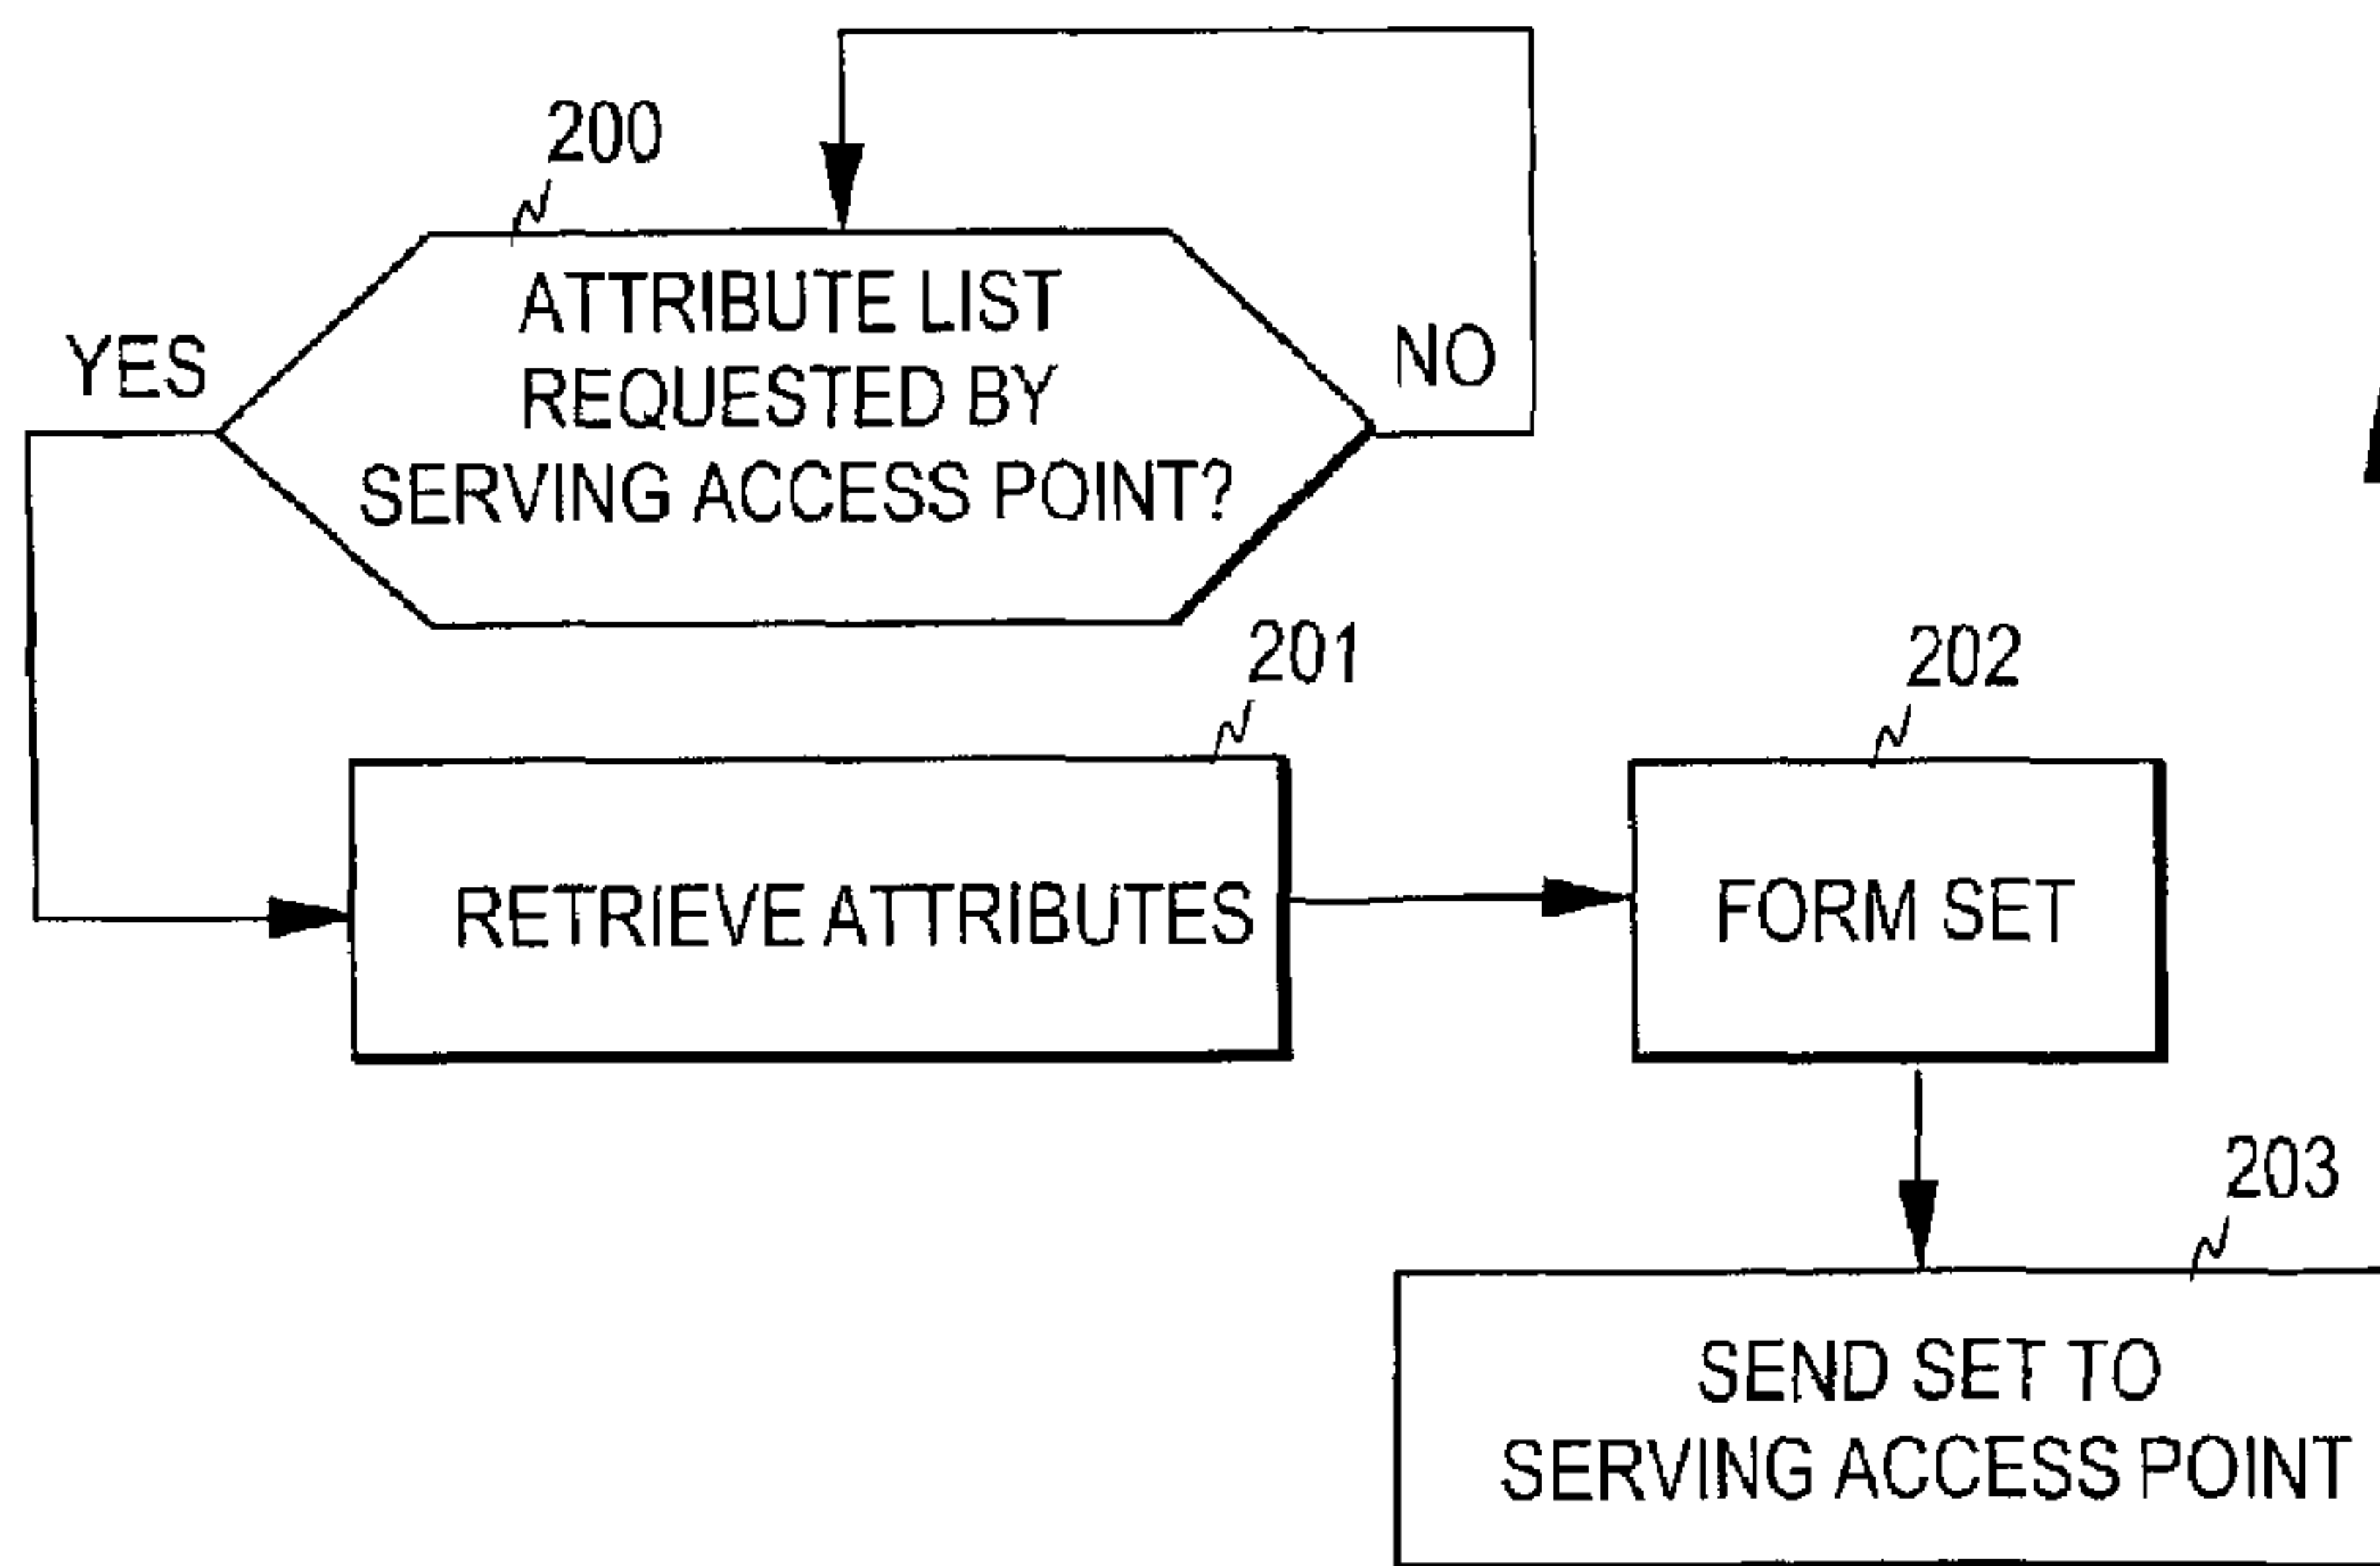 200
ATTRIBUTE LIST
REQUESTED BY
SERVING ACCESS POINT?
YES
NO
201
RETRIEVE ATTRIBUTES
202
FORM SET
203
SEND SET TO
SERVING ACCESS POINT